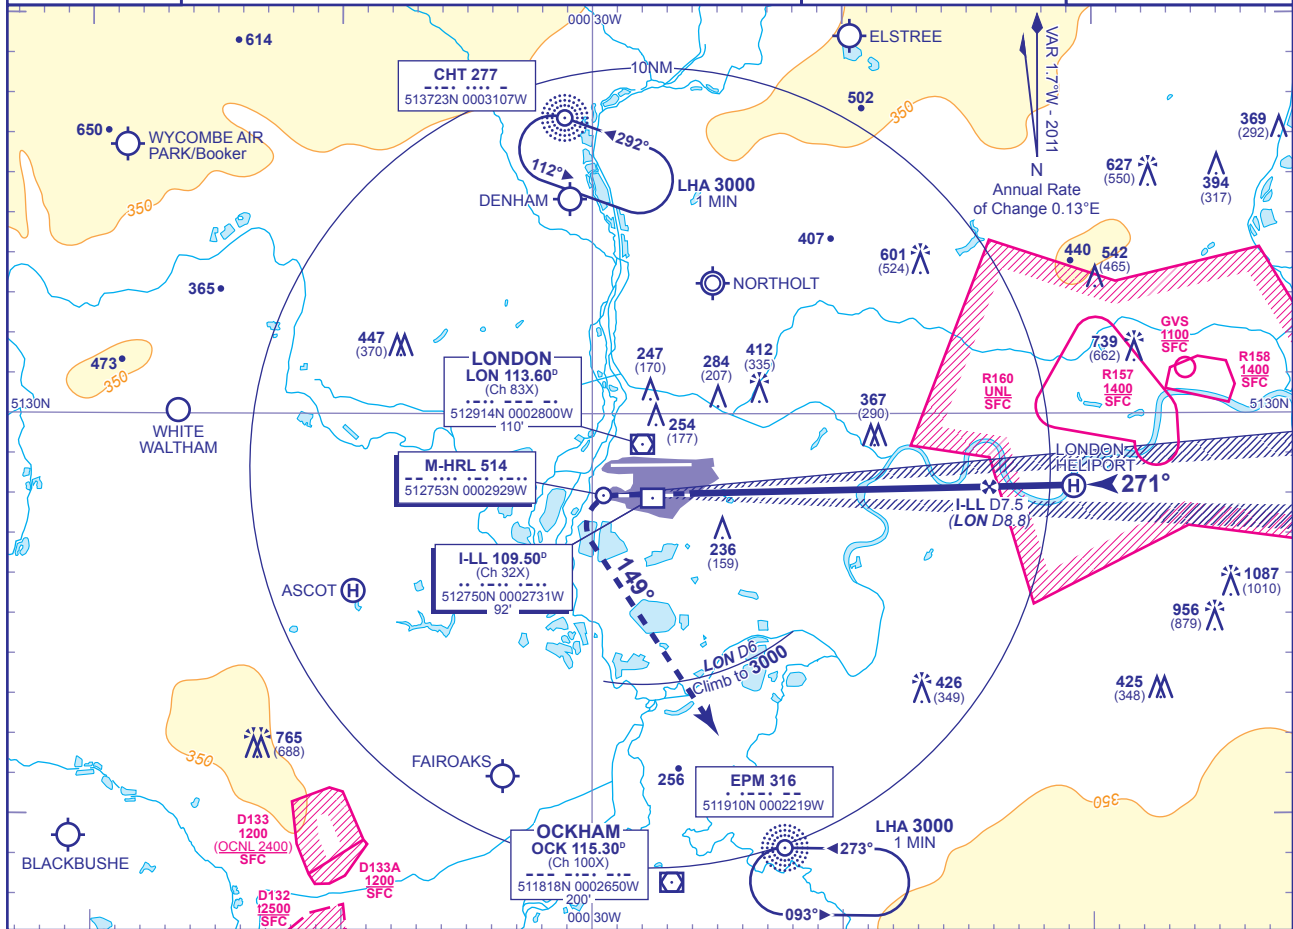 000 30W
614
ELSTREE
10NM
CHT 277
513723N 0003107W
502
350
VAR 1.7°W - 2011
N
Annual Rate
of Change 0.13°E
369
(292)
650
WYCOMBE AIR
PARK/Booker
292°
112°
627
(550)
394
(317)
LHA 3000
1 MIN
DENHAM
350
407
601
(524)
440
542
(465)
365
NORTHOLT
447
(370)
LONDON
LON 113.60D
(Ch 83X)
512914N 0002800W
110'
247
(170)
284
(207)
412
(335)
739
(662)
GVS
1100
SFC
R158
1400
SFC
R157
1400
SFC
R160
UNL
SFC
473
350
5130N
5130N
WHITE
WALTHAM
254
(177)
367
(290)
M-HRL 514
512753N 0002929W
LONDON
HELIPORT
H
271°
I-LL D7.5
(LON D8.8)
I-LL 109.50D
(Ch 32X)
512750N 0002731W
92'
236
(159)
149°
ASCOT
H
1087
(1010)
956
(879)
LON D6
Climb to 3000
426
(349)
425
(348)
765
(688)
350
FAIROAKS
256
EPM 316
511910N 0002219W
350
D133
1200
(OCNL 2400)
SFC
BLACKBUSHE
D133A
1200
SFC
OCKHAM
OCK 115.30D
(Ch 100X)
511818N 0002650W
200'
LHA 3000
1 MIN
273°
093°
D132
12500
SFC
000 30W